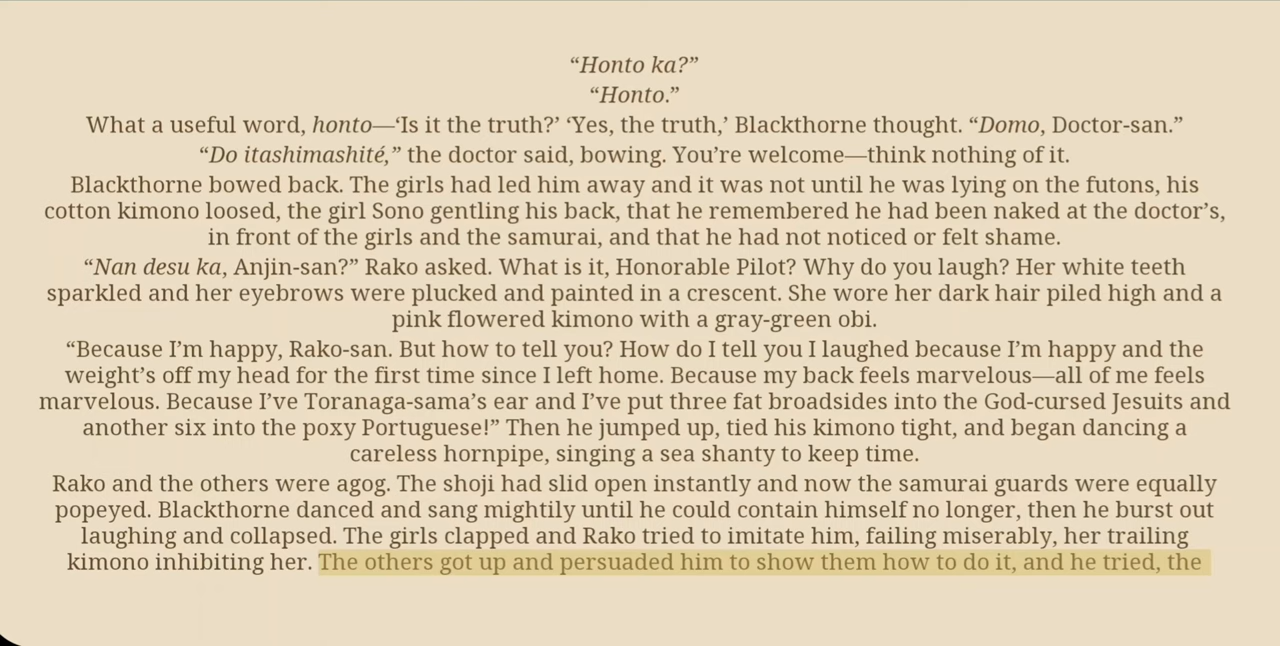 “Honto ka?”
“Honto.”
What a useful word, honto—‘Is it the truth?’ ‘Yes, the truth,’ Blackthorne thought. “Domo, Doctor-san.”
“Do itashimashité,” the doctor said, bowing. You’re welcome—think nothing of it.
Blackthorne bowed back. The girls had led him away and it was not until he was lying on the futons, his
cotton kimono loosed, the girl Sono gentling his back, that he remembered he had been naked at the doctor’s,
in front of the girls and the samurai, and that he had not noticed or felt shame.
“Nan desu ka, Anjin-san?” Rako asked. What is it, Honorable Pilot? Why do you laugh? Her white teeth
sparkled and her eyebrows were plucked and painted in a crescent. She wore her dark hair piled high and a
pink flowered kimono with a gray-green obi.
“Because I’m happy, Rako-san. But how to tell you? How do I tell you I laughed because I’m happy and the
weight’s off my head for the first time since I left home. Because my back feels marvelous—all of me feels
marvelous. Because I’ve Toranaga-sama’s ear and I’ve put three fat broadsides into the God-cursed Jesuits and
another six into the poxy Portuguese!” Then he jumped up, tied his kimono tight, and began dancing a
careless hornpipe, singing a sea shanty to keep time.
Rako and the others were agog. The shoji had slid open instantly and now the samurai guards were equally
popeyed. Blackthorne danced and sang mightily until he could contain himself no longer, then he burst out
laughing and collapsed. The girls clapped and Rako tried to imitate him, failing miserably, her trailing
kimono inhibiting her. The others got up and persuaded him to show them how to do it, and he tried, the